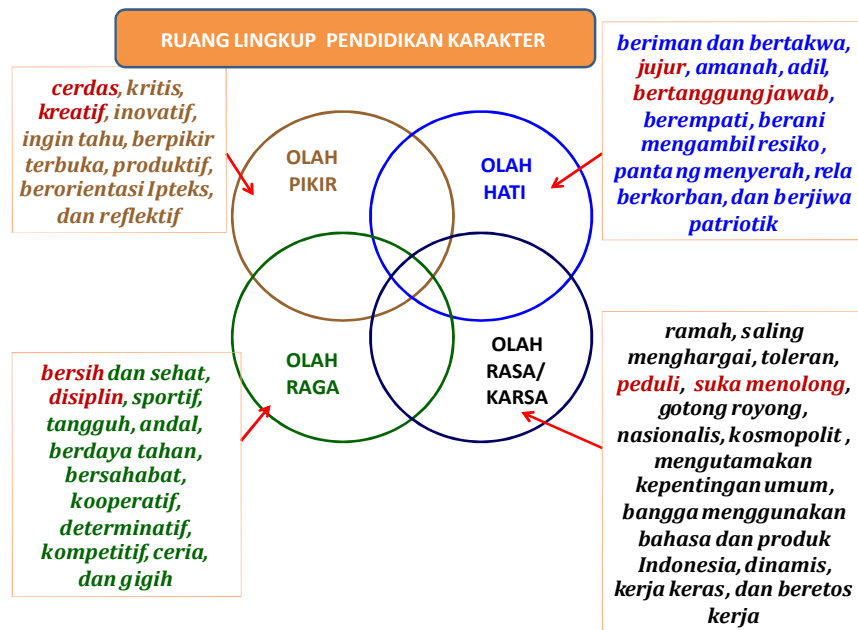 RUANG LINGKUP PENDIDIKAN KARAKTER
cerdas, kritis,
kreatif, inovatif,
ingin tahu, berpikir
terbuka, produktif,
berorientasi Ipteks,
dan reflektif
beriman dan bertakwa,
jujur, amanah, adil,
bertanggung jawab,
berempati, berani
mengambil resiko,
pantang menyerah, rela
berkorban, dan berjiwa
patriotik
OLAH
PIKIR
OLAH
HATI
OLAH
RAGA
OLAH
RASA/
KARSA
bersih dan sehat,
disiplin, sportif,
tangguh, andal,
berdaya tahan,
bersahabat,
kooperatif,
determinatif,
kompetitif, ceria,
dan gigih
ramah, saling
menghargai, toleran,
peduli, suka menolong,
gotong royong,
nasionalis, kosmopolit ,
mengutamakan
kepentingan umum,
bangga menggunakan
bahasa dan produk
Indonesia, dinamis,
kerja keras, dan beretos
kerja